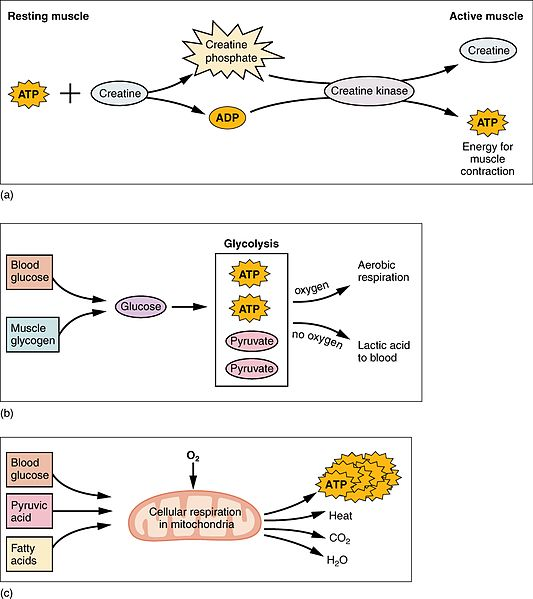 Resting muscle
Active muscle
Creatine
phosphate
Creatine
ATP
+
Creatine
Creatine kinase
ADP
ATP
Energy for
muscle
contraction
(a)
Glycolysis
Blood
glucose
ATP
oxygen
Aerobic
respiration
Glucose
ATP
Muscle
glycogen
Pyruvate
no oxygen
Lactic acid
to blood
Pyruvate
(b)
O2
Blood
glucose
ATP
Pyruvic
acid
Cellular respiration
in mitochondria
Heat
CO2
Fatty
acids
H2O
(c)